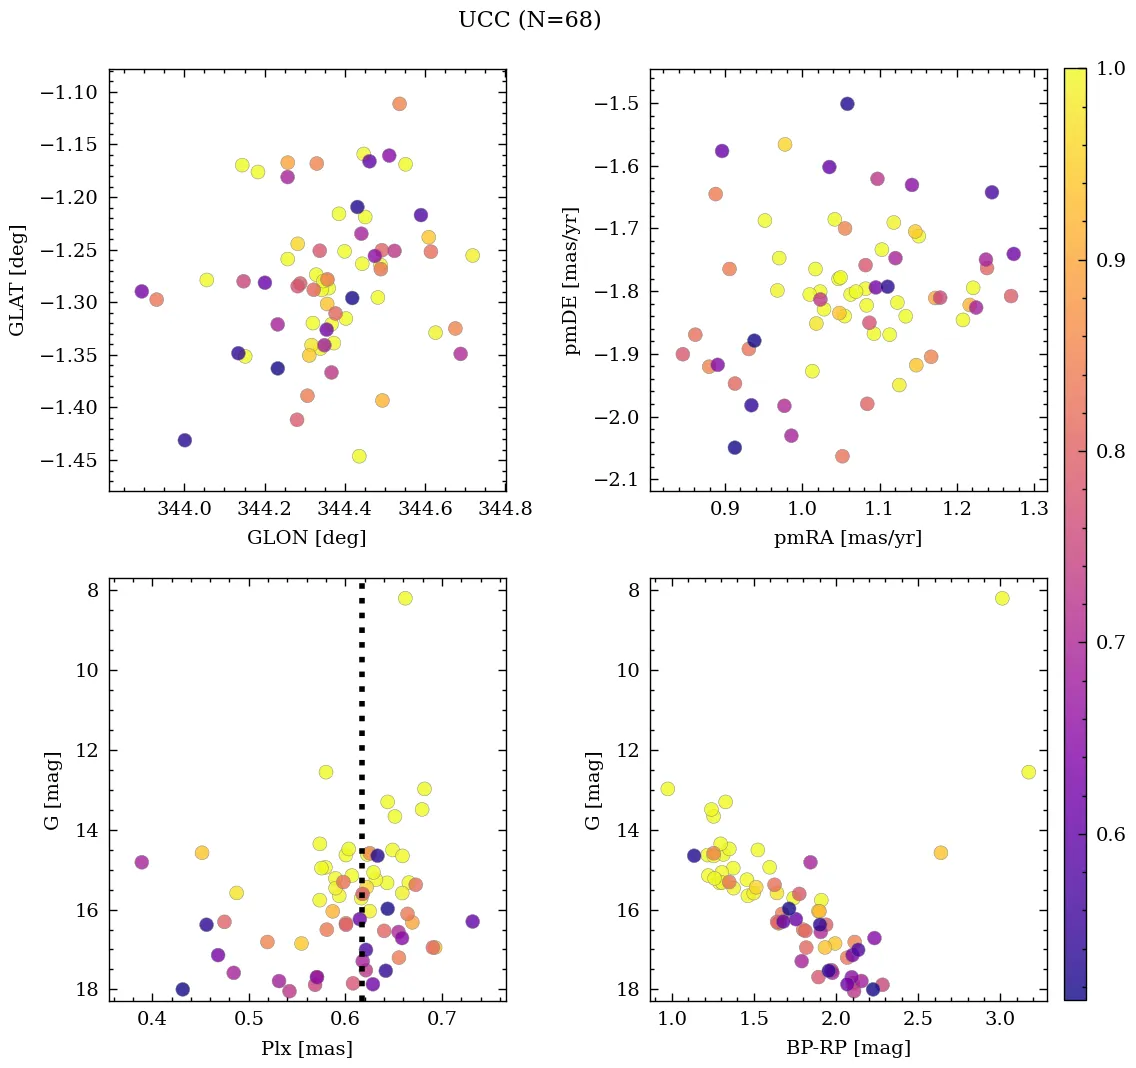 UCC (N=68)
−1.10
−1.15
−1.20
−1.25
−1.30
−1.35
−1.40
−1.45
GLAT [deg]
344.0 344.2 344.4 344.6 344.8
GLON [deg]
−1.5
−1.6
−1.7
−1.8
−1.9
−2.0
−2.1
pmDE [mas/yr]
0.9 1.0 1.1 1.2 1.3
pmRA [mas/yr]
8
10
12
14
16
18
G [mag]
0.4 0.5 0.6 0.7
Plx [mas]
8
10
12
14
16
18
G [mag]
1.0 1.5 2.0 2.5 3.0
BP-RP [mag]
1.0
0.9
0.8
0.7
0.6